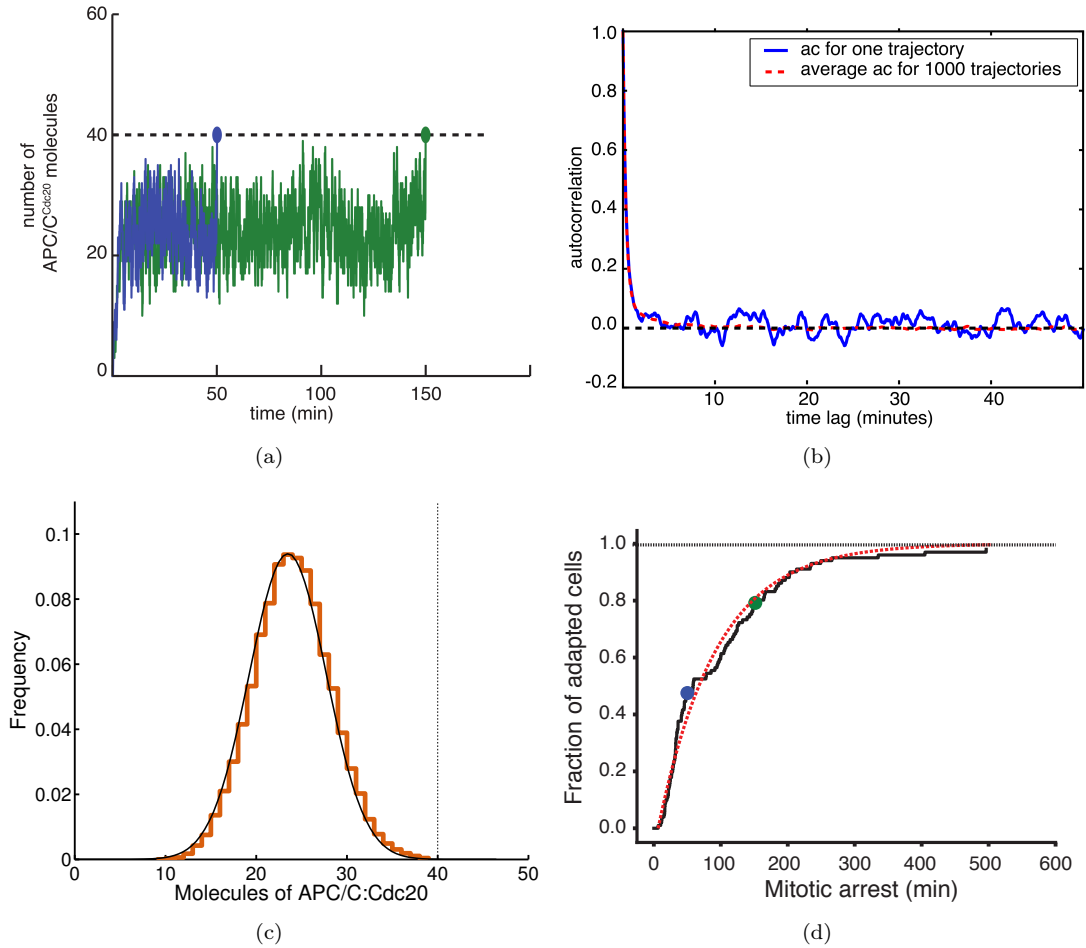 60
40
20
0
number of
APC/C^Cdc20 molecules
50
100
150
time (min)
(a)
1.0
0.8
0.6
0.4
0.2
0.0
-0.2
autocorrelation
ac for one trajectory
average ac for 1000 trajectories
10
20
30
40
time lag (minutes)
(b)
0.1
0.08
0.06
0.04
0.02
0
Frequency
0
10
20
30
40
50
Molecules of APC/C:Cdc20
(c)
1.0
0.8
0.6
0.4
0.2
0.0
Fraction of adapted cells
0
100
200
300
400
500
600
Mitotic arrest (min)
(d)